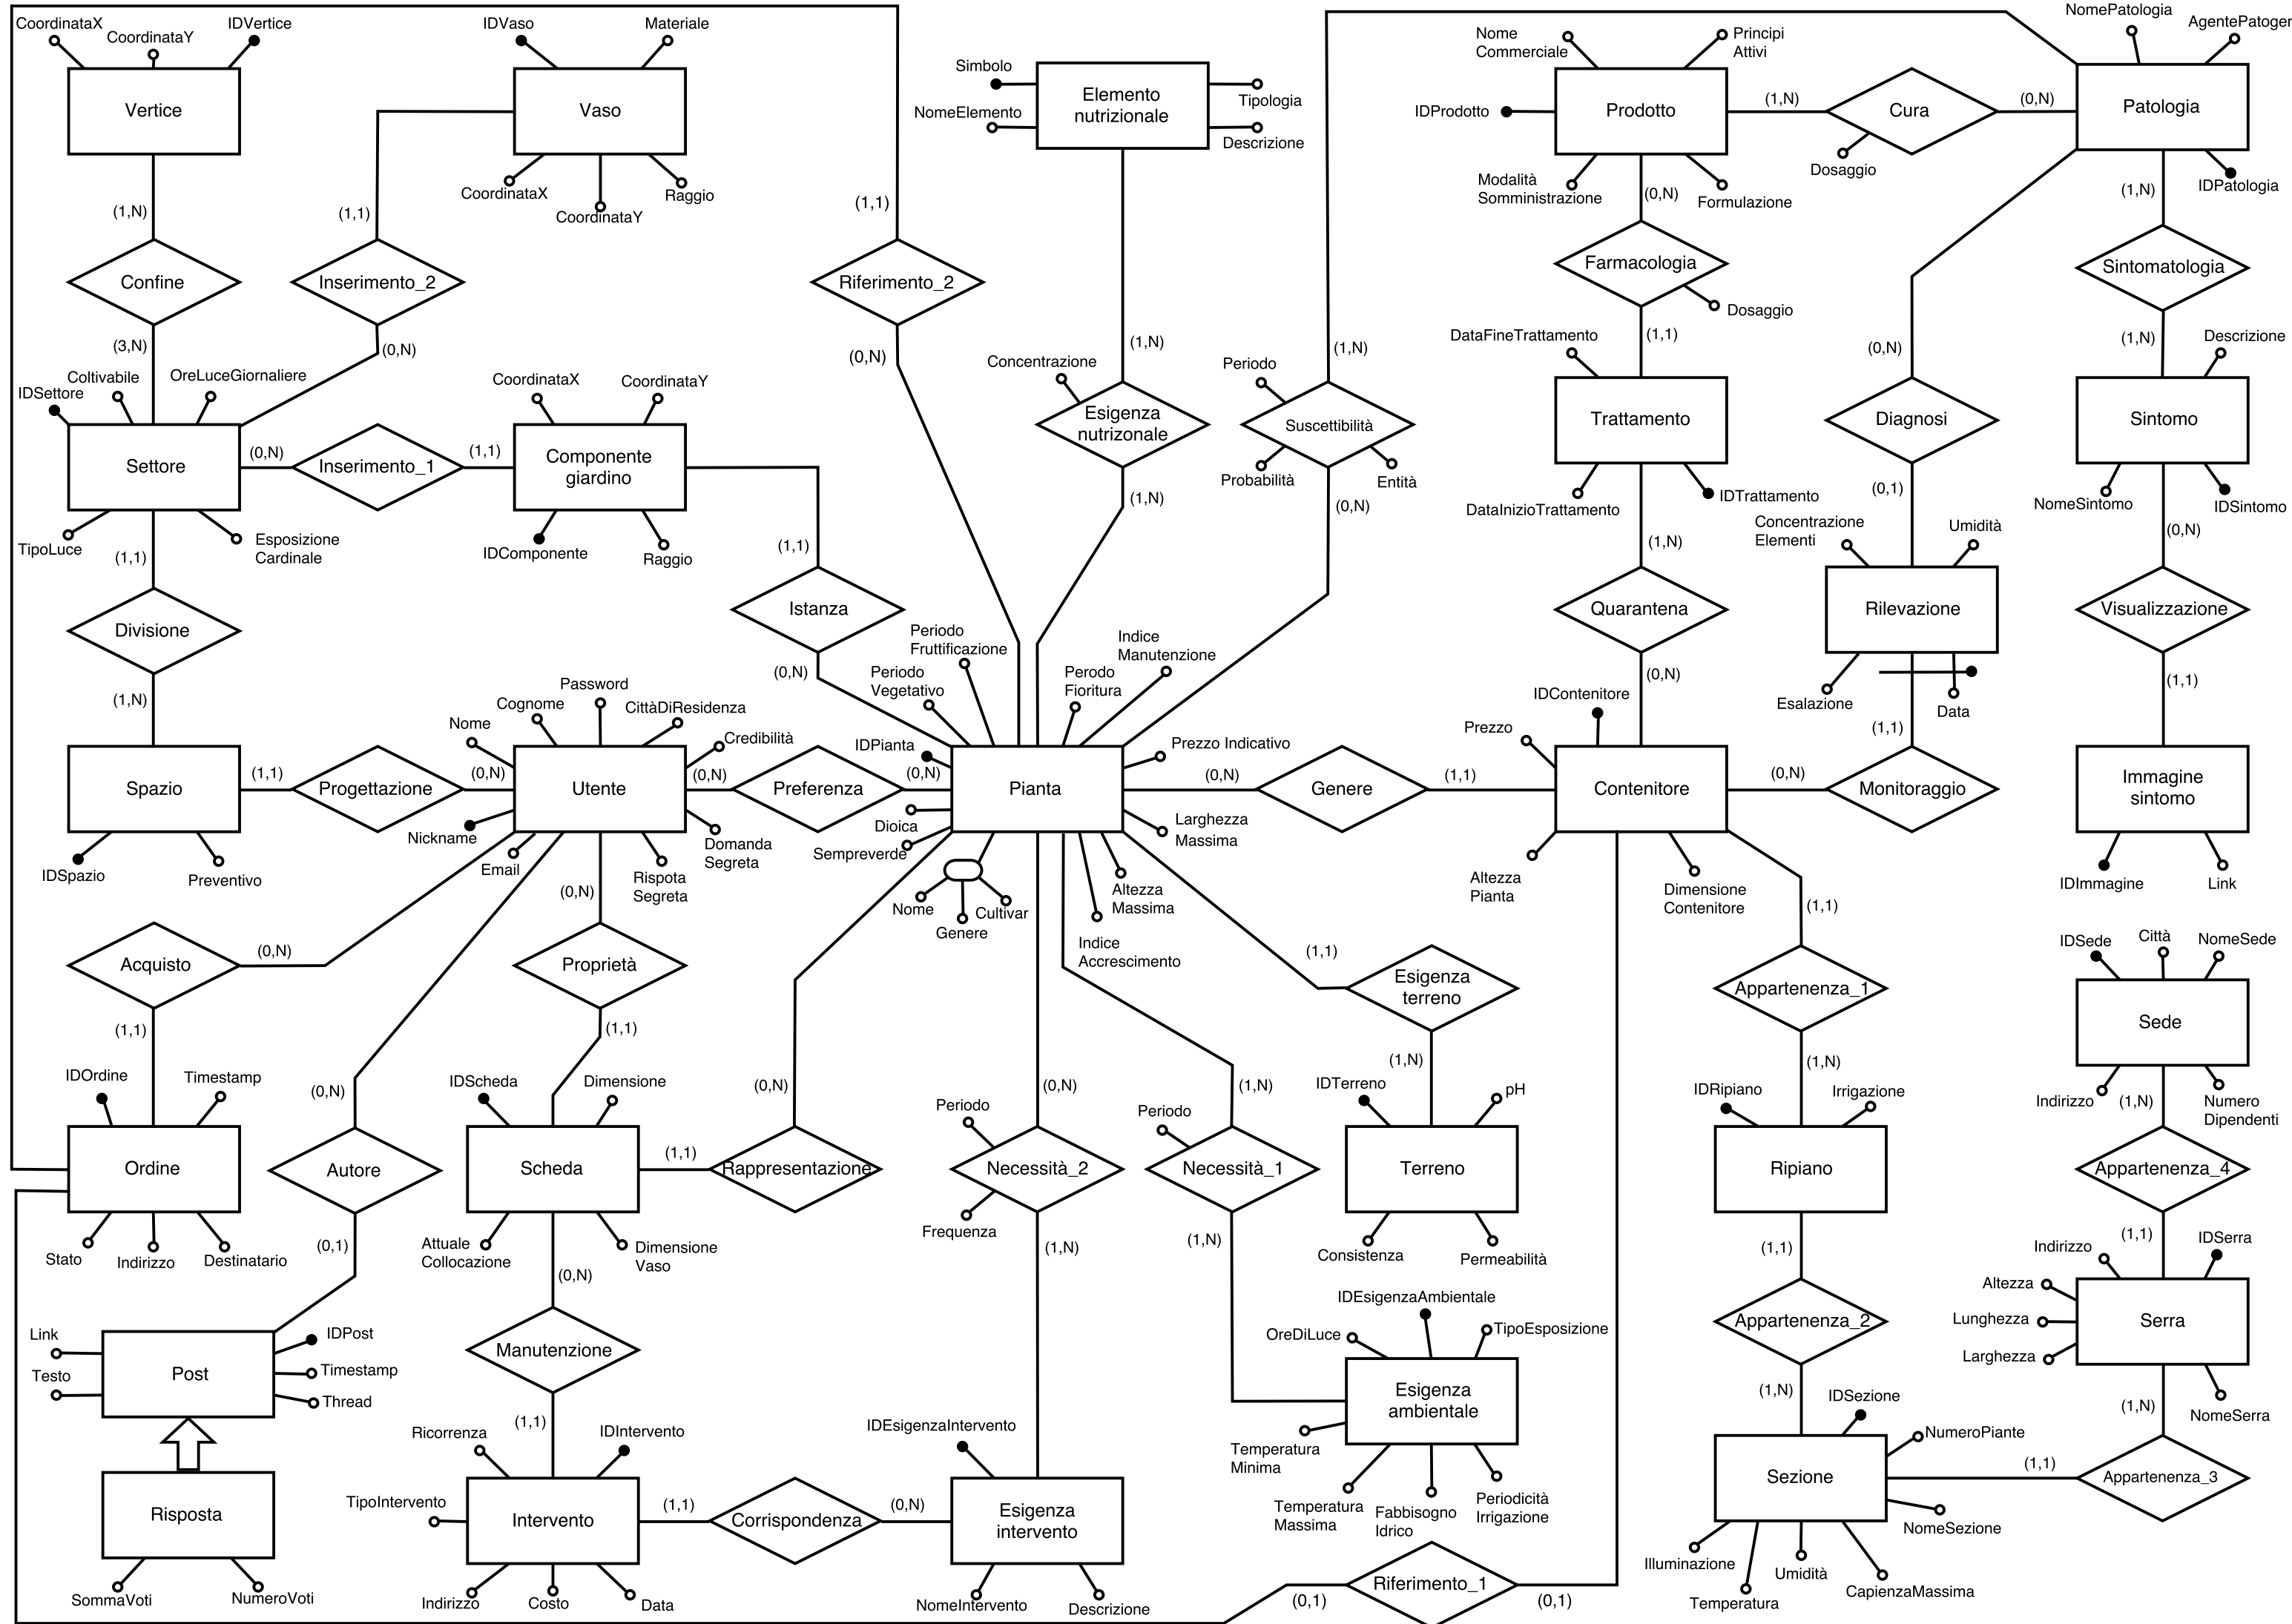 CoordinataX
CoordinataY
IDVertice
Vertice
(1,N)
Confine
(3,N)
IDVaso
Materiale
Vaso
CoordinataX
CoordinataY
Raggio
(1,1)
Inserimento_2
(0,N)
(1,1)
Riferimento_2
(0,N)
Simbolo
NomeElemento
Elemento
nutrizionale
Tipologia
Descrizione
(1,N)
Concentrazione
Esigenza
nutrizonale
(1,N)
(1,N)
Periodo
Suscettibilità
Probabilità
Entità
(0,N)
Nome
Commerciale
Principi
Attivi
IDProdotto
Prodotto
Modalità
Somministrazione
Formulazione
(1,N)
Cura
(0,N)
Dosaggio
NomePatologia
AgentePatoger
Patologia
IDPatologia
(0,N)
Farmacologia
Dosaggio
(1,1)
DataFineTrattamento
Trattamento
DataInizioTrattamento
IDTrattamento
(1,N)
Quarantena
(0,N)
(0,N)
Diagnosi
(0,1)
Concentrazione
Elementi
Umidità
Rilevazione
Esalazione
Data
(1,1)
(1,N)
Sintomatologia
(1,N)
Descrizione
Sintomo
NomeSintomo
IDSintomo
(0,N)
Visualizzazione
(1,1)
Immagine
sintomo
IDImmagine
Link
IDSettore
Coltivabile
OreLuceGiornaliere
Settore
TipoLuce
Esposizione
Cardinale
(0,N)
Inserimento_1
(1,1)
CoordinataX
CoordinataY
Componente
giardino
IDComponente
Raggio
(1,1)
Istanza
(0,N)
(1,1)
Divisione
(1,N)
Spazio
IDSpazio
Preventivo
(1,1)
Progettazione
(0,N)
Nome
Cognome
Password
CittàDiResidenza
Credibilità
Utente
Nickname
Email
Rispota
Segreta
Domanda
Segreta
(0,N)
Preferenza
(0,N)
Periodo
Vegetativo
Periodo
Fruttificazione
Perodo
Fioritura
Indice
Manutenzione
IDPianta
Prezzo Indicativo
Pianta
Dioica
Sempreverde
Nome
Genere
Cultivar
Larghezza
Massima
Altezza
Massima
Indice
Accrescimento
(0,N)
Genere
(1,1)
IDContenitore
Prezzo
Contenitore
Altezza
Pianta
Dimensione
Contenitore
(0,N)
Monitoraggio
Acquisto
(0,N)
(1,1)
(0,N)
Proprietà
(1,1)
(1,1)
Esigenza
terreno
(1,N)
(1,1)
Appartenenza_1
(1,N)
IDSede
Città
NomeSede
Sede
Indirizzo
Numero
Dipendenti
(1,N)
IDOrdine
Timestamp
Ordine
Stato
Indirizzo
Destinatario
(0,N)
Autore
(0,1)
IDScheda
Dimensione
Scheda
Attuale
Collocazione
Dimensione
Vaso
(1,1)
Rappresentazione
(0,N)
Periodo
(0,N)
Necessità_2
Frequenza
(1,N)
Periodo
(1,N)
Necessità_1
(1,N)
IDTerreno
pH
Terreno
Consistenza
Permeabilità
IDRipiano
Irrigazione
Ripiano
(1,1)
Appartenenza_2
(1,N)
Appartenenza_4
(1,1)
IDSerra
Indirizzo
Altezza
Lunghezza
Larghezza
Serra
NomeSerra
(1,N)
Link
Testo
Post
IDPost
Timestamp
Thread
Risposta
SommaVoti
NumeroVoti
(0,N)
Manutenzione
(1,1)
Ricorrenza
IDIntervento
TipoIntervento
Intervento
Indirizzo
Costo
Data
(1,1)
Corrispondenza
(0,N)
IDEsigenzaIntervento
Esigenza
intervento
NomeIntervento
Descrizione
IDEsigenzaAmbientale
OreDiLuce
TipoEsposizione
Esigenza
ambientale
Temperatura
Minima
Temperatura
Massima
Fabbisogno
Idrico
Periodicità
Irrigazione
(0,1)
Riferimento_1
(0,1)
IDSezione
NumeroPiante
Sezione
NomeSezione
Illuminazione
Temperatura
Umidità
CapienzaMassima
(1,1)
Appartenenza_3